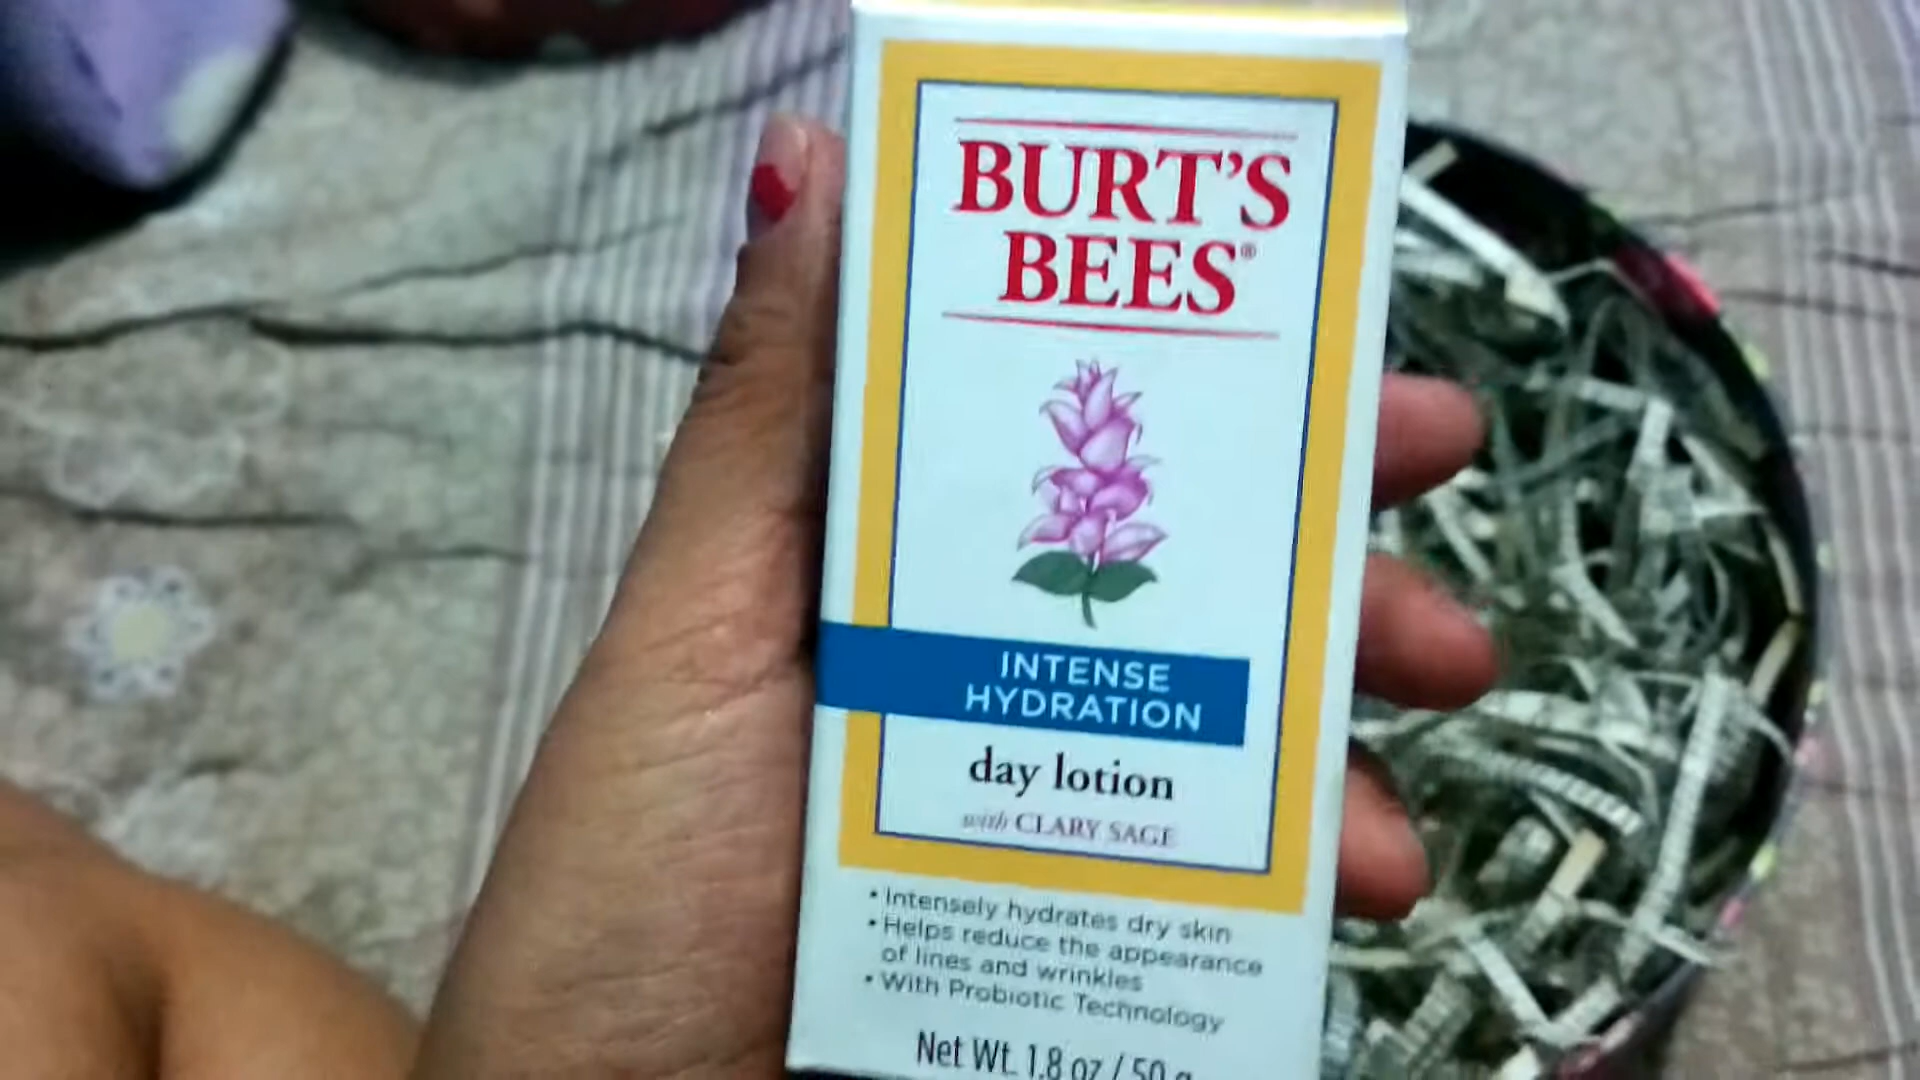 BURT'S
BEES®
INTENSE
HYDRATION
day lotion
with CLARY SAGE
• Intensely hydrates dry skin
• Helps reduce the appearance
of lines and wrinkles
• With Probiotic Technology
Net Wt. 1.8 oz / 50 g